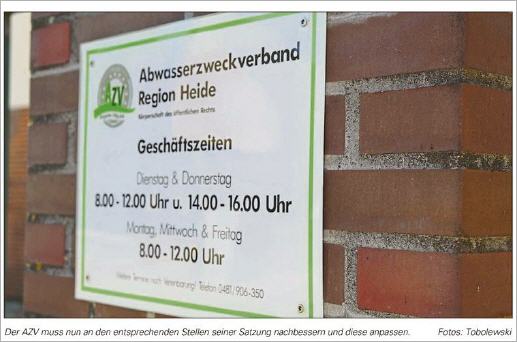 AZV
Abwasserzweckverband
Region Heide
Körperschaft des öffentlichen Rechts
Geschäftszeiten
Dienstag & Donnerstag
8.00 - 12.00 Uhr u. 14.00 - 16.00 Uhr
Montag, Mittwoch & Freitag
8.00 - 12.00 Uhr
Weitere Termine nach Vereinbarung! Telefon 0481/906-350
Der AZV muss nun an den entsprechenden Stellen seiner Satzung nachbessern und diese anpassen. Fotos: Tobolewski